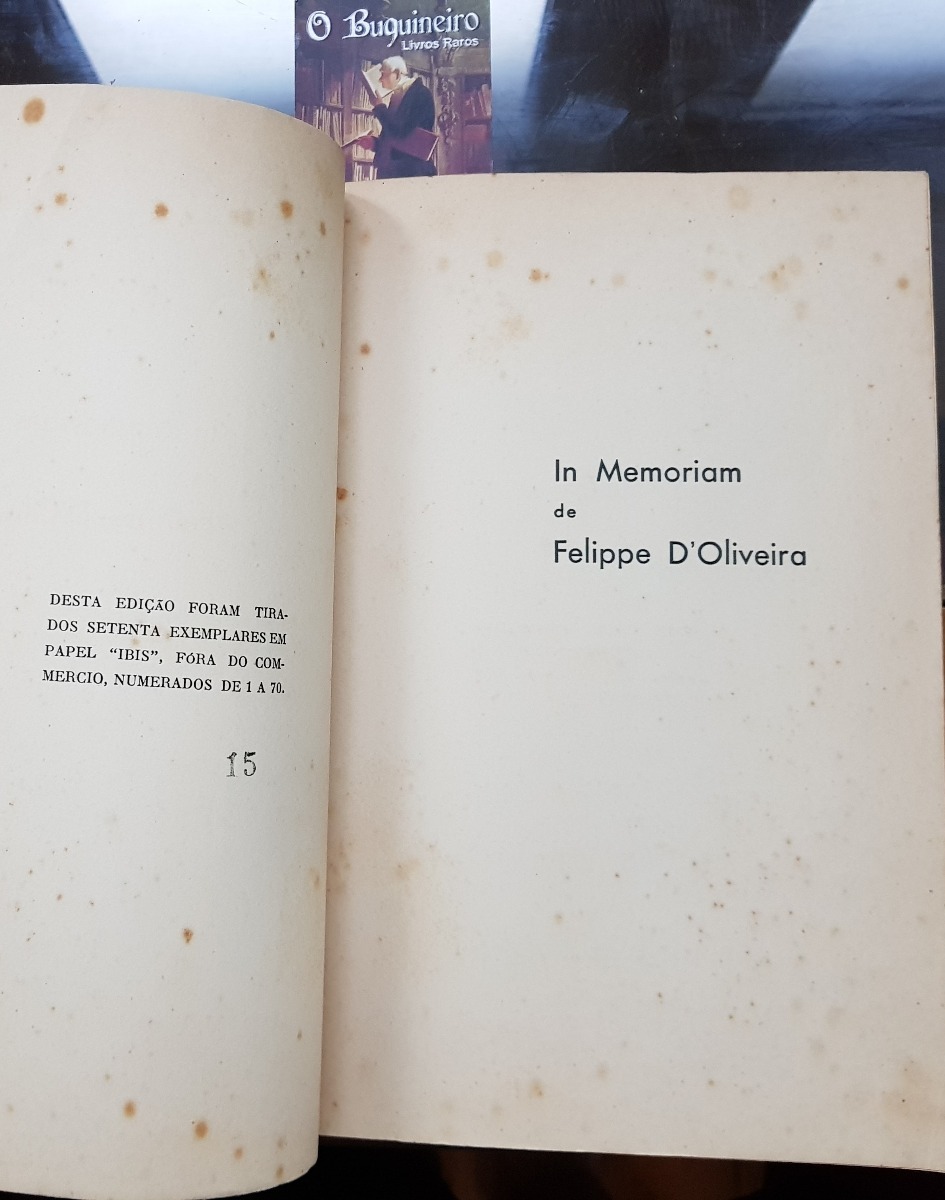 O Buquineiro
Livros Raros
DESTA EDIÇÃO FORAM TIRA-
DOS SETENTA EXEMPLARES EM
PAPEL “IBIS”, FÓRA DO COM-
MERCIO, NUMERADOS DE 1 A 70.
15
In Memoriam
de
Felippe D'Oliveira